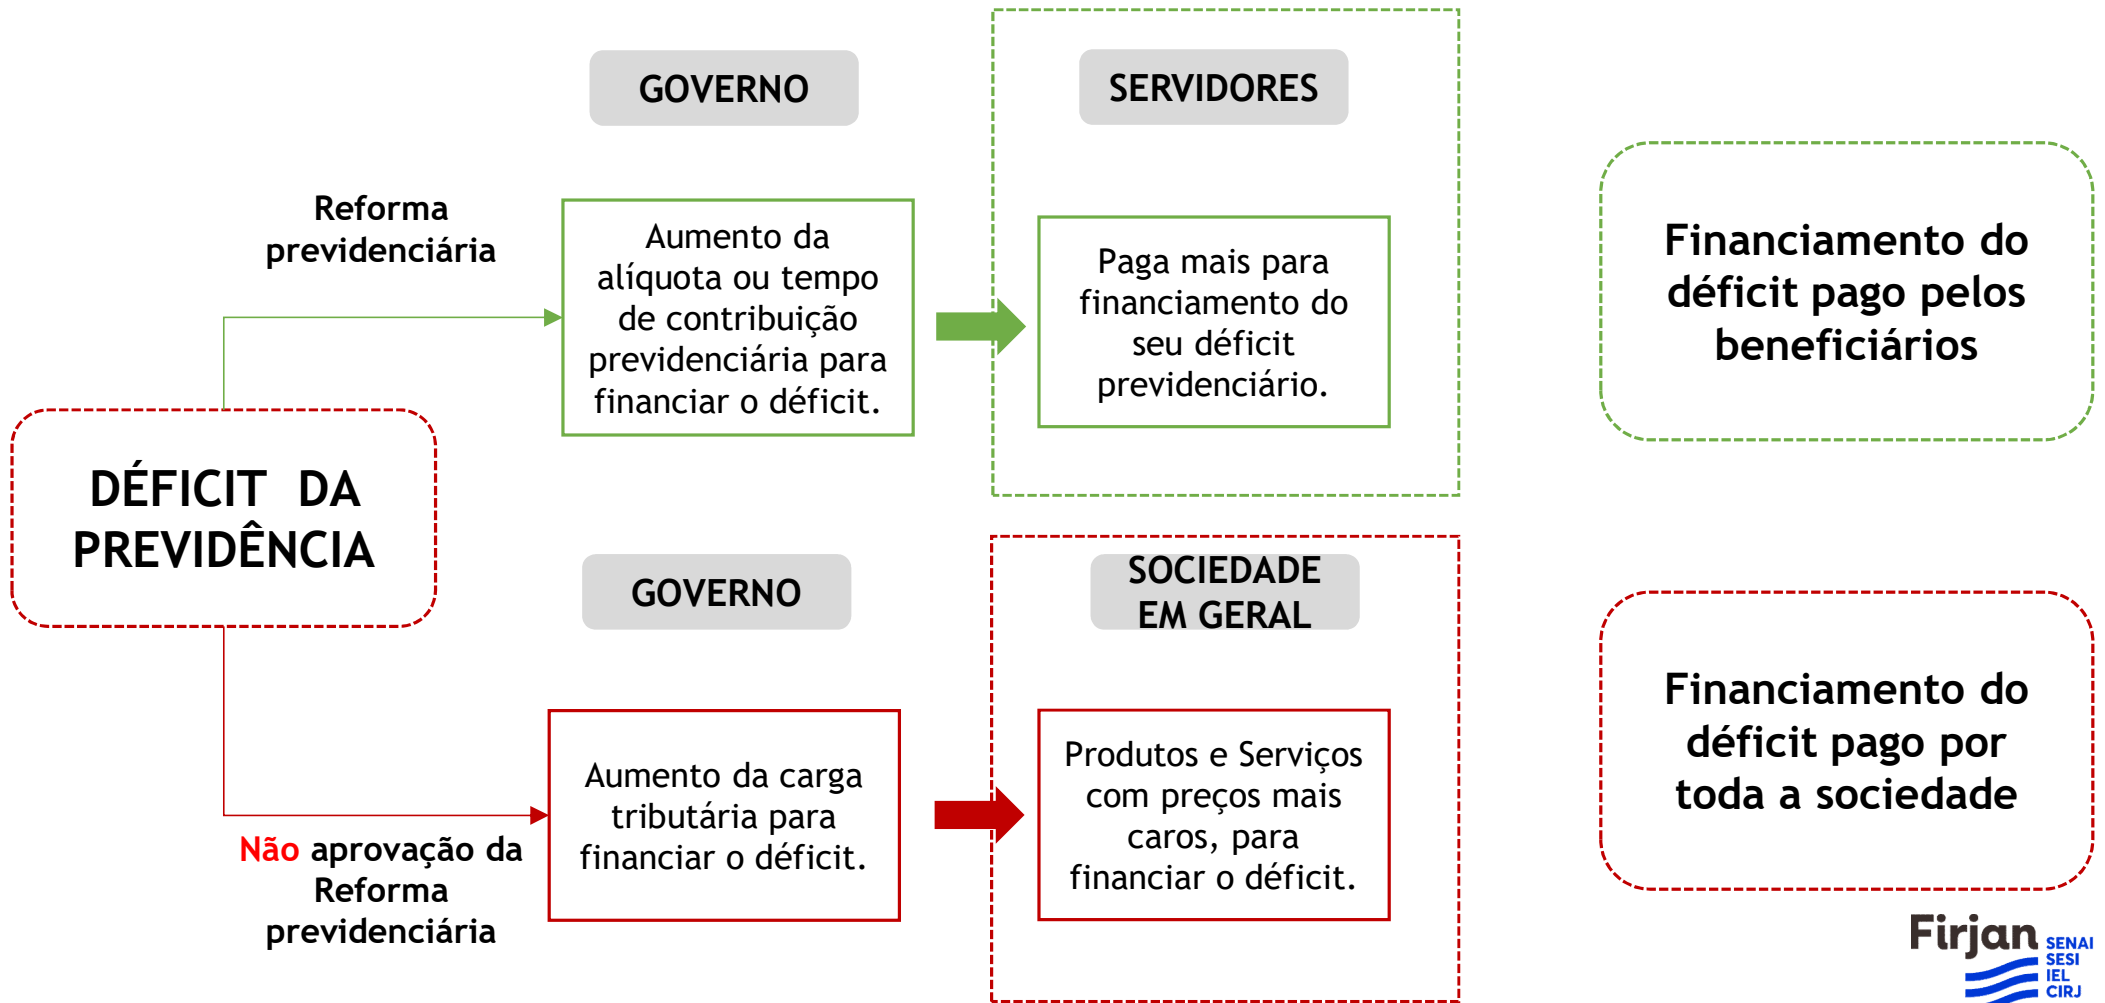 GOVERNO
SERVIDORES
Reforma
previdenciária
Aumento da
alíquota ou tempo
de contribuição
previdenciária para
financiar o déficit.
Paga mais para
financiamento do
seu déficit
previdenciário.
Financiamento do
déficit pago pelos
beneficiários
DÉFICIT DA
PREVIDÊNCIA
GOVERNO
SOCIEDADE
EM GERAL
Não aprovação da
Reforma
previdenciária
Aumento da carga
tributária para
financiar o déficit.
Produtos e Serviços
com preços mais
caros, para
financiar o déficit.
Financiamento do
déficit pago por
toda a sociedade
Firjan
SENAI
SESI
IEL
CIRJ